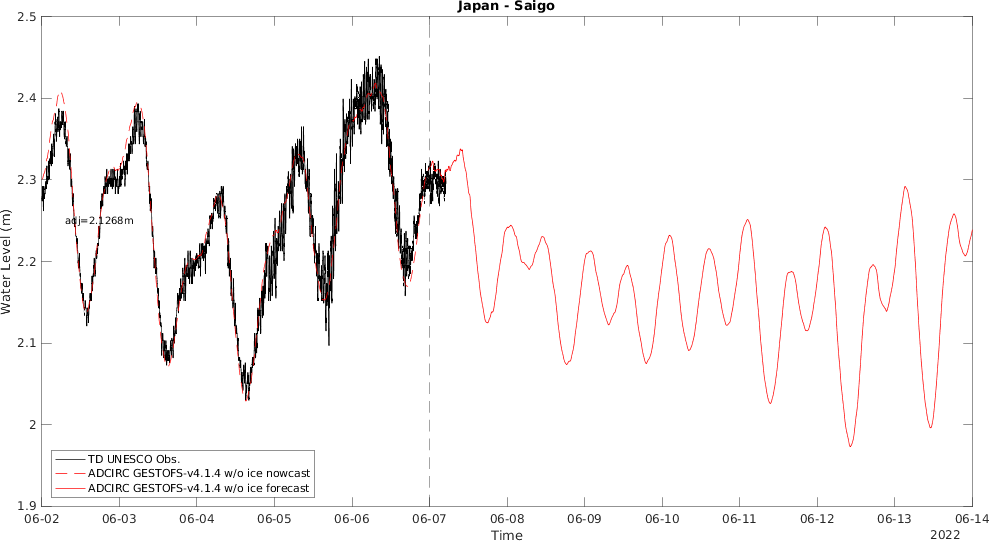 Japan - Saigo
Water Level (m)
2.5
2.4
2.3
2.2
2.1
2
1.9
adj=2.1268m
TD UNESCO Obs.
ADCIRC GESTOFS-v4.1.4 w/o ice nowcast
ADCIRC GESTOFS-v4.1.4 w/o ice forecast
06-02 06-03 06-04 06-05 06-06 06-07 06-08 06-09 06-10 06-11 06-12 06-13 06-14
Time
2022